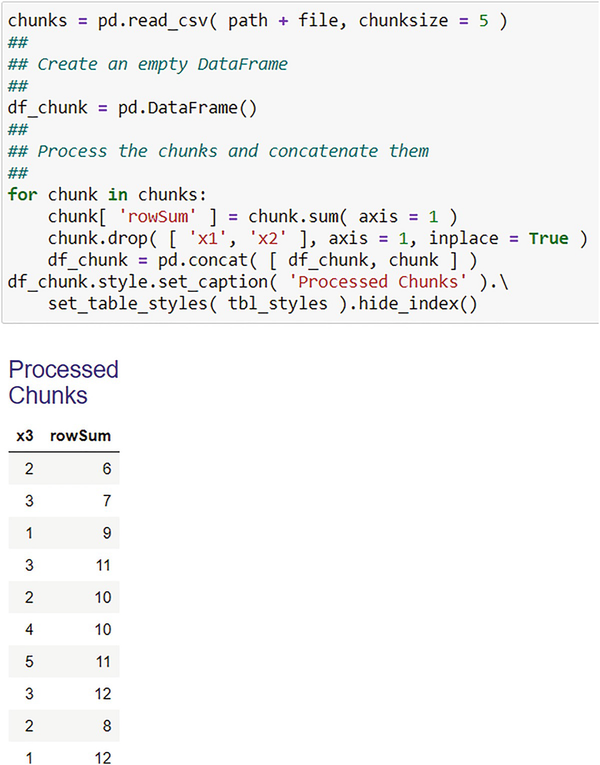 chunks = pd.read_csv( path + file, chunksize = 5 )
##
## Create an empty DataFrame
##
df_chunk = pd.DataFrame()
##
## Process the chunks and concatenate them
##
for chunk in chunks:
    chunk[ 'rowSum' ] = chunk.sum( axis = 1 )
    chunk.drop( [ 'x1', 'x2' ], axis = 1, inplace = True )
    df_chunk = pd.concat( [ df_chunk, chunk ] )
df_chunk.style.set_caption( 'Processed Chunks' ).\
    set_table_styles( tbl_styles ).hide_index()
Processed
Chunks
x3 rowSum
2 6
3 7
1 9
3 11
2 10
4 10
5 11
3 12
2 8
1 12